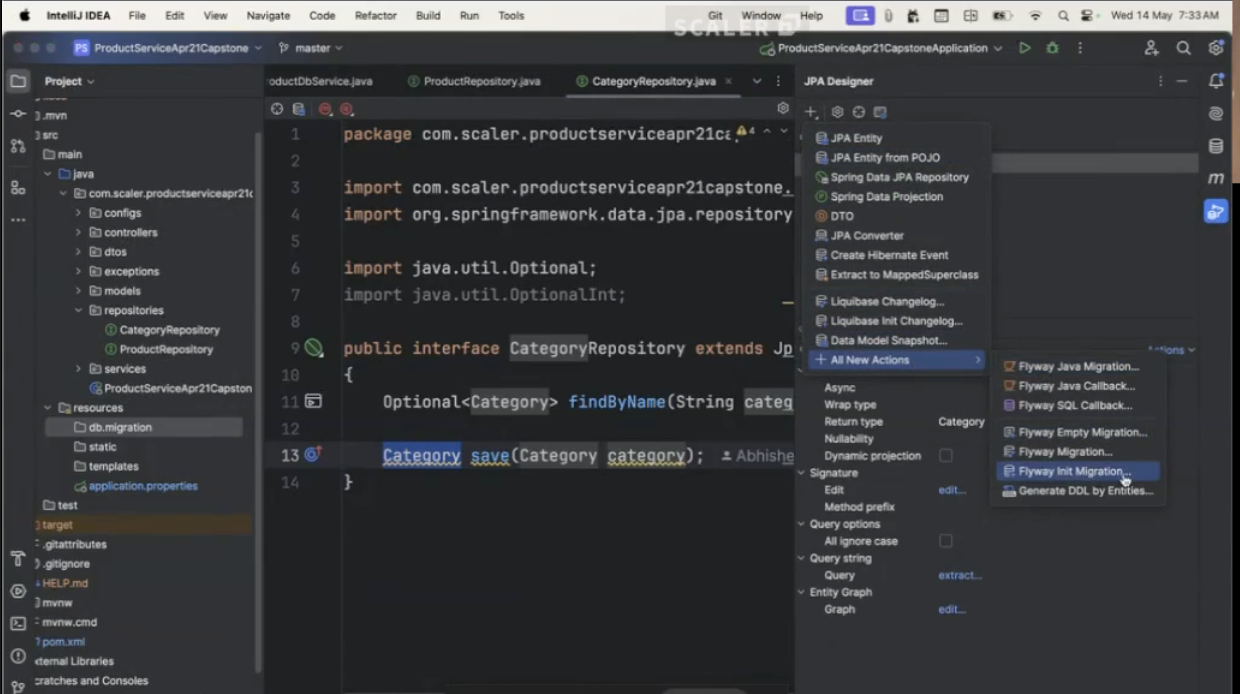 IntelliJ IDEA File Edit View Navigate Code Refactor Build Run Tools Git Window Help Wed 14 May 7:33 AM
SCALER
PS ProductServiceApr21Capstone master ProductServiceApr21CapstoneApplication
Project
oductDbService.java ProductRepository.java CategoryRepository.java
JPA Designer
.mvn
src
main
java
com.scaler.productserviceapr21c
configs
controllers
dtos
exceptions
models
repositories
CategoryRepository
ProductRepository
services
ProductServiceApr21Capston
resources
db.migration
static
templates
application.properties
test
target
.gitattributes
.gitignore
HELP.md
mvnw
mvnw.cmd
pom.xml
xternal Libraries
cratches and Consoles
4
1 package com.scaler.productserviceapr21ca
2
3 import com.scaler.productserviceapr21capstone.
4 import org.springframework.data.jpa.repository
5
6 import java.util.Optional;
7 import java.util.OptionalInt;
8
9 public interface CategoryRepository extends Jp
10 {
11 Optional<Category> findByName(String categ
12
13 Category save(Category category); Abhishe
14 }
JPA Entity
JPA Entity from POJO
Spring Data JPA Repository
Spring Data Projection
DTO
JPA Converter
Create Hibernate Event
Extract to MappedSuperclass
Liquibase Changelog...
Liquibase Init Changelog...
Data Model Snapshot...
All New Actions
Actions
Flyway Java Migration...
Flyway Java Callback...
Flyway SQL Callback...
Flyway Empty Migration...
Flyway Migration...
Flyway Init Migration...
Generate DDL by Entities...
Async
Wrap type
Return type Category
Nullability
Dynamic projection
Signature
Edit edit...
Method prefix
Query options
All ignore case
Query string
Query extract...
Entity Graph
Graph edit...